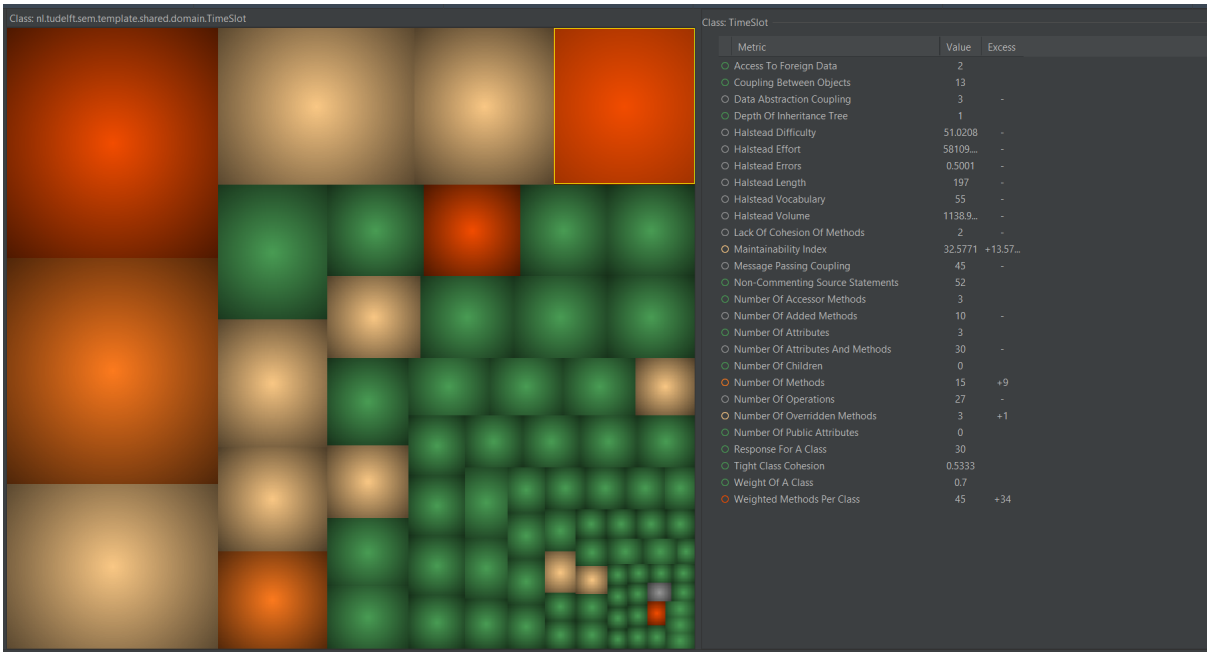 Class: nl.tudelft.sem.template.shared.domain.TimeSlot
Class: TimeSlot
Metric Value Excess
Access To Foreign Data 2
Coupling Between Objects 13
Data Abstraction Coupling 3 -
Depth Of Inheritance Tree 1
Halstead Difficulty 51.0208 -
Halstead Effort 58109.... -
Halstead Errors 0.5001 -
Halstead Length 197 -
Halstead Vocabulary 55 -
Halstead Volume 1138.9... -
Lack Of Cohesion Of Methods 2 -
Maintainability Index 32.5771 +13.57...
Message Passing Coupling 45 -
Non-Commenting Source Statements 52
Number Of Accessor Methods 3
Number Of Added Methods 10 -
Number Of Attributes 3
Number Of Attributes And Methods 30 -
Number Of Children 0
Number Of Methods 15 +9
Number Of Operations 27 -
Number Of Overridden Methods 3 +1
Number Of Public Attributes 0
Response For A Class 30
Tight Class Cohesion 0.5333
Weight Of A Class 0.7
Weighted Methods Per Class 45 +34